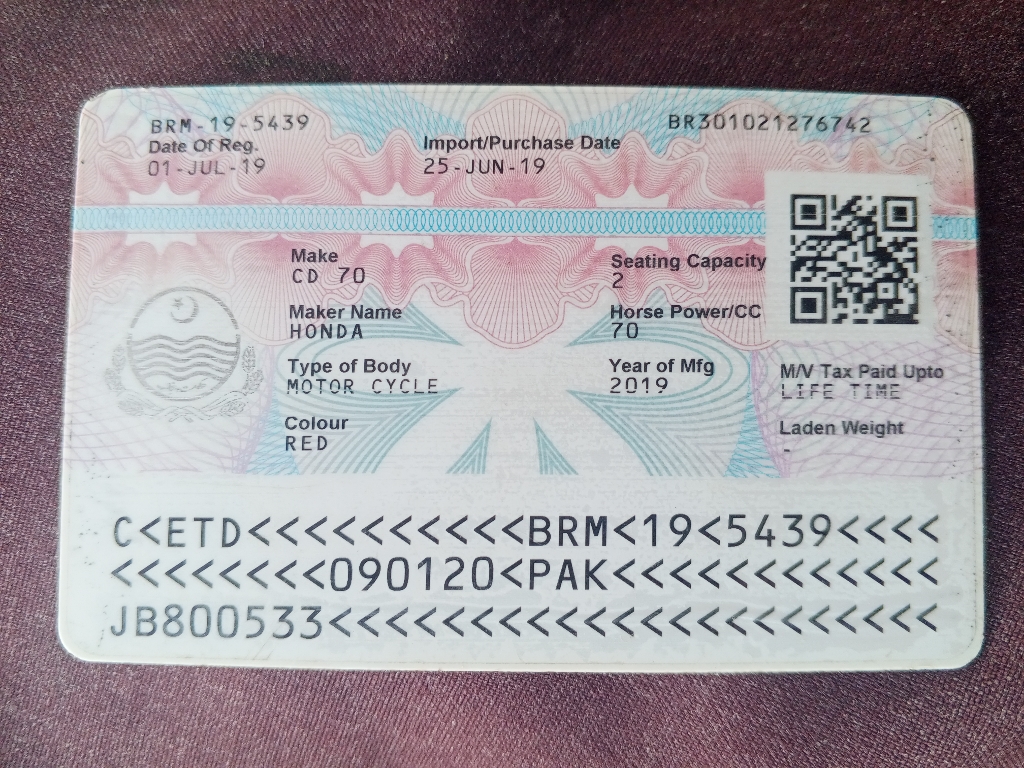 BRM-19-5439
BR301021276742
Date Of Reg.
Import/Purchase Date
01-JUL-19
25-JUN-19
Make
Seating Capacity
CD 70
2
Maker Name
Horse Power/CC
HONDA
70
Type of Body
Year of Mfg
M/V Tax Paid Upto
MOTOR CYCLE
2019
LIFE TIME
Colour
Laden Weight
RED
-
C<ETD<<<<<<<<<<<<BRM<19<5439<<<<
<<<<<<<<090120<PAK<<<<<<<<<<<<<<
JB800533<<<<<<<<<<<<<<<<<<<<<<<<